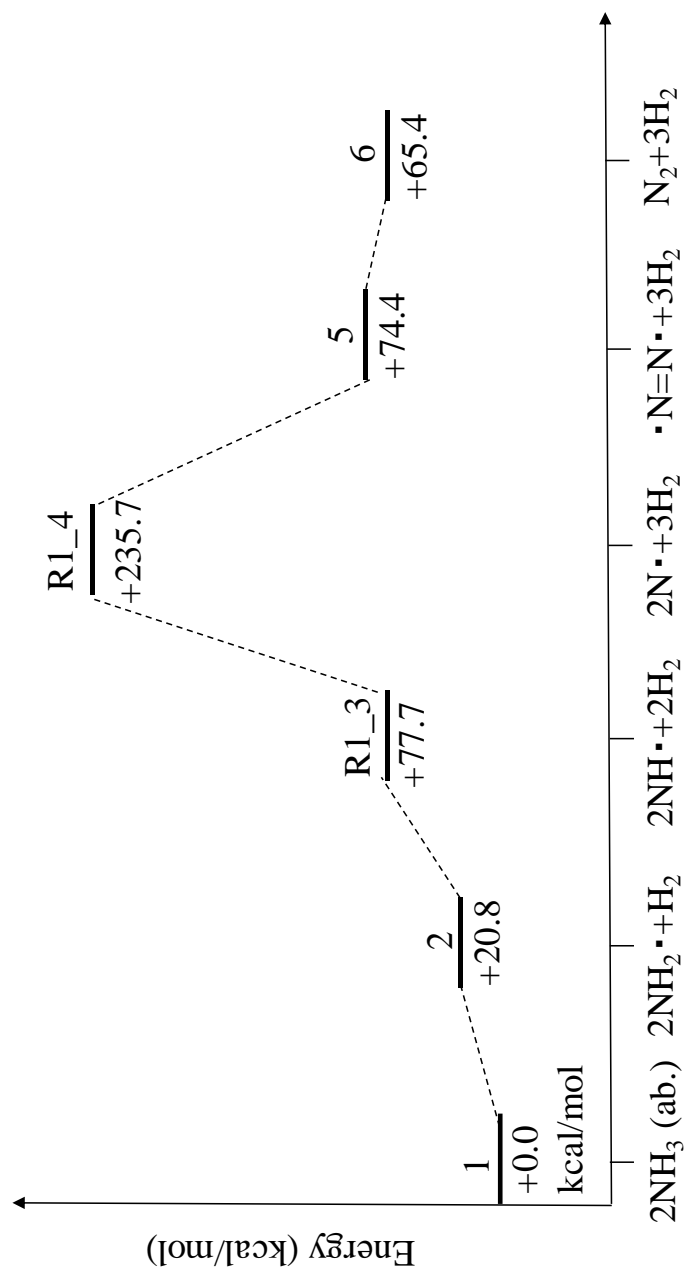 Energy (kcal/mol)
1
+0.0
kcal/mol
2
+20.8
R1_3
+77.7
R1_4
+235.7
5
+74.4
6
+65.4
2NH₃ (ab.)
2NH₂·+H₂
2NH·+2H₂
2N·+3H₂
·N=N·+3H₂
N₂+3H₂